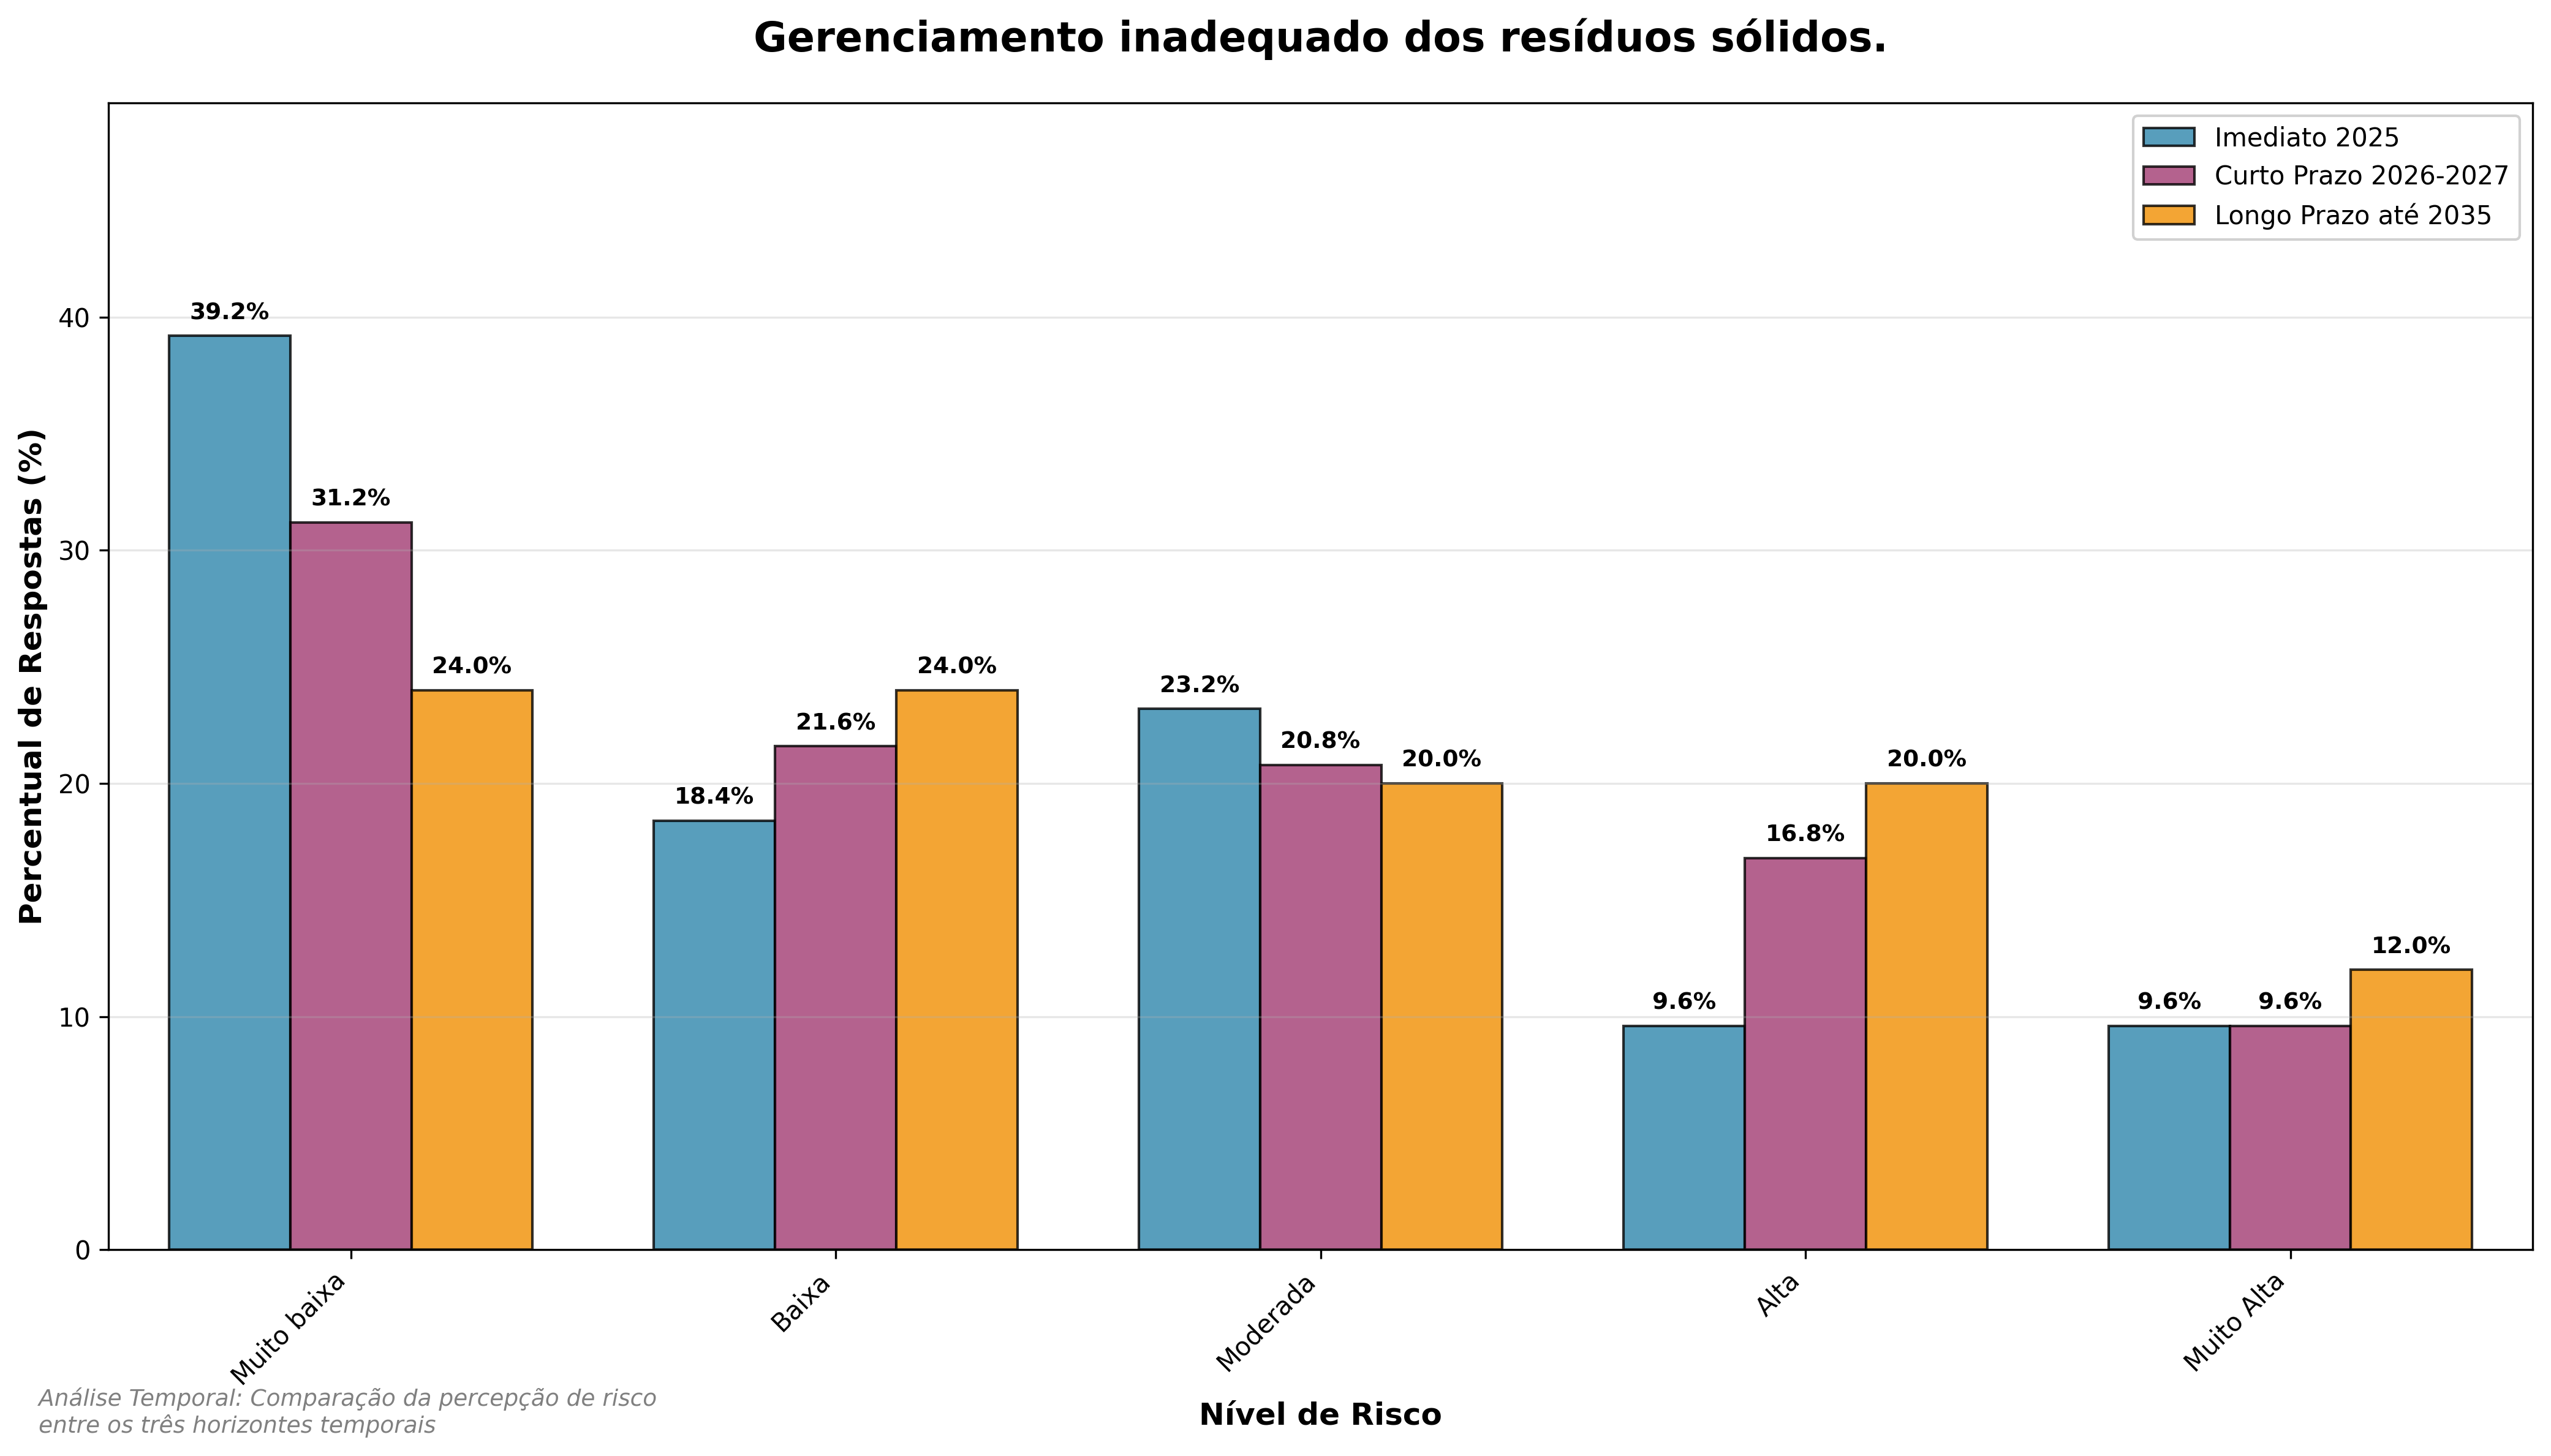 Gerenciamento inadequado dos resíduos sólidos.
Imediato 2025
Curto Prazo 2026-2027
Longo Prazo até 2035
Percentual de Respostas (%)
40
30
20
10
0
39.2%
31.2%
24.0%
18.4%
21.6%
24.0%
23.2%
20.8%
20.0%
9.6%
16.8%
20.0%
9.6%
9.6%
12.0%
Muito baixa
Baixa
Moderada
Alta
Muito Alta
Nível de Risco
Análise Temporal: Comparação da percepção de risco
entre os três horizontes temporais